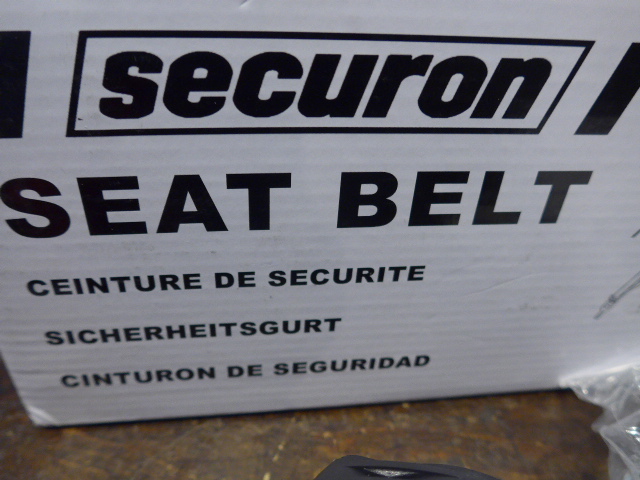 securon
SEAT BELT
CEINTURE DE SECURITE
SICHERHEITSGURT
CINTURON DE SEGURIDAD